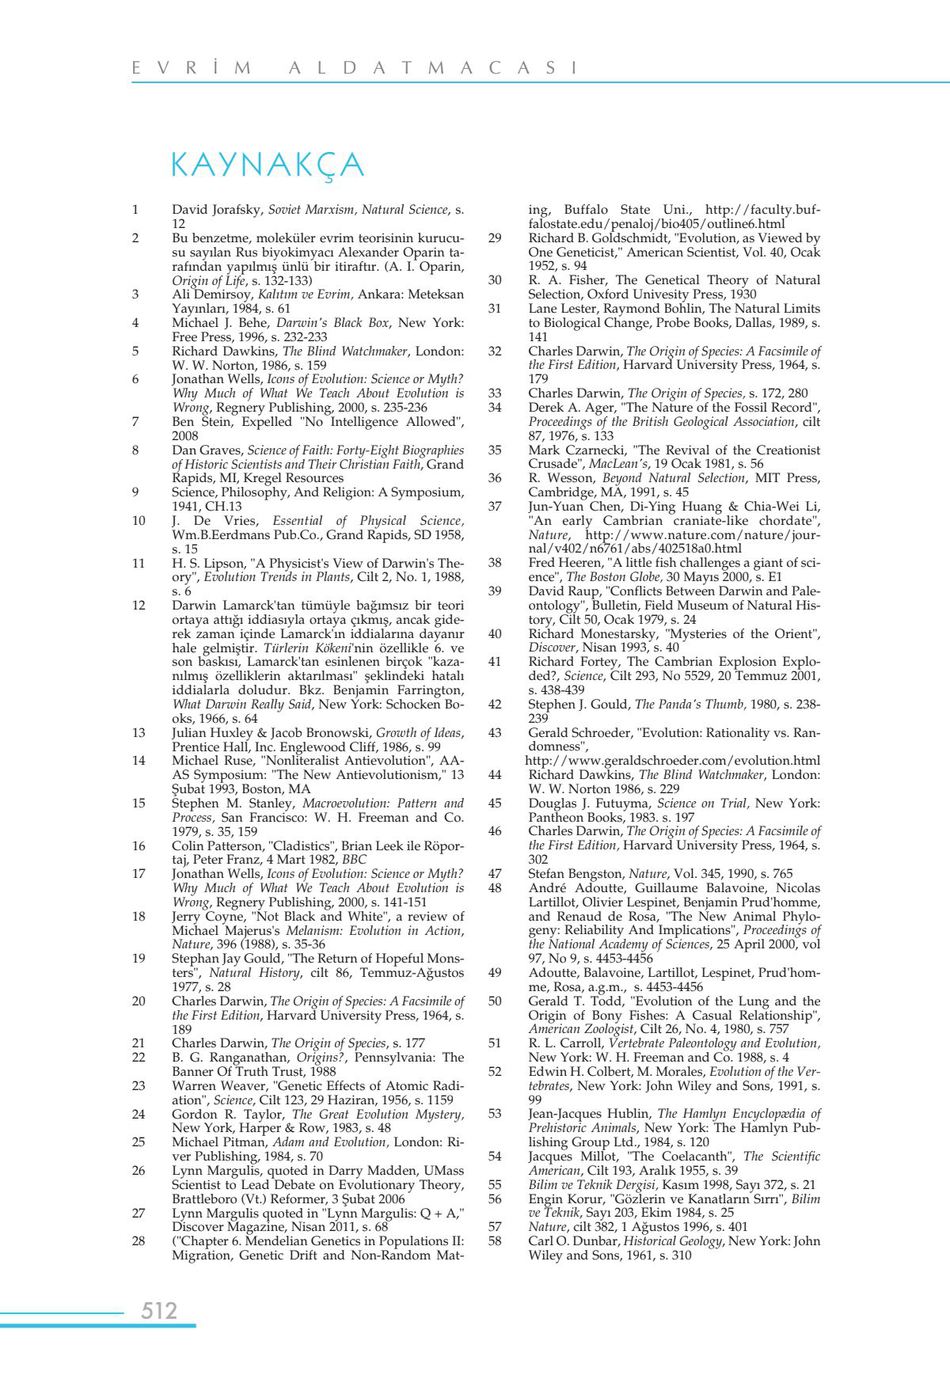 EVRİM ALDATMACASI
KAYNAKÇA
1 David Jorafsky, Soviet Marxism, Natural Science, s.
12
2 Bu benzetme, moleküler evrim teorisinin kurucu-
su sayılan Rus biyokimyacı Alexander Oparin ta-
rafından yapılmış ünlü bir itiraftır. (A. I. Oparin,
Origin of Life, s. 132-133)
3 Ali Demirsoy, Kalıtım ve Evrim, Ankara: Meteksan
Yayınları, 1984, s. 61
4 Michael J. Behe, Darwin's Black Box, New York:
Free Press, 1996, s. 232-233
5 Richard Dawkins, The Blind Watchmaker, London:
W. W. Norton, 1986, s. 159
6 Jonathan Wells, Icons of Evolution: Science or Myth?
Why Much of What We Teach About Evolution is
Wrong, Regnery Publishing, 2000, s. 235-236
7 Ben Stein, Expelled "No Intelligence Allowed",
2008
8 Dan Graves, Science of Faith: Forty-Eight Biographies
of Historic Scientists and Their Christian Faith, Grand
Rapids, MI, Kregel Resources
9 Science, Philosophy, And Religion: A Symposium,
1941, CH.13
10 J. De Vries, Essential of Physical Science,
Wm.B.Eerdmans Pub.Co., Grand Rapids, SD 1958,
s. 15
11 H. S. Lipson, "A Physicist's View of Darwin's The-
ory", Evolution Trends in Plants, Cilt 2, No. 1, 1988,
s. 6
12 Darwin Lamarck'tan tümüyle bağımsız bir teori
ortaya attığı iddiasıyla ortaya çıkmış, ancak gide-
rek zaman içinde Lamarck'ın iddialarına dayanır
hale gelmiştir. Türlerin Kökeni'nin özellikle 6. ve
son baskısı, Lamarck'tan esinlenen birçok "kaza-
nılmış özelliklerin aktarılması" şeklindeki hatalı
iddialarla doludur. Bkz. Benjamin Farrington,
What Darwin Really Said, New York: Schocken Bo-
oks, 1966, s. 64
13 Julian Huxley & Jacob Bronowski, Growth of Ideas,
Prentice Hall, Inc. Englewood Cliff, 1986, s. 99
14 Michael Ruse, "Nonliteralist Antievolution", AA-
AS Symposium: "The New Antievolutionism," 13
Şubat 1993, Boston, MA
15 Stephen M. Stanley, Macroevolution: Pattern and
Process, San Francisco: W. H. Freeman and Co.
1979, s. 35, 159
16 Colin Patterson, "Cladistics", Brian Leek ile Röpor-
taj, Peter Franz, 4 Mart 1982, BBC
17 Jonathan Wells, Icons of Evolution: Science or Myth?
Why Much of What We Teach About Evolution is
Wrong, Regnery Publishing, 2000, s. 141-151
18 Jerry Coyne, "Not Black and White", a review of
Michael Majerus's Melanism: Evolution in Action,
Nature, 396 (1988), s. 35-36
19 Stephan Jay Gould, "The Return of Hopeful Mons-
ters", Natural History, cilt 86, Temmuz-Ağustos
1977, s. 28
20 Charles Darwin, The Origin of Species: A Facsimile of
the First Edition, Harvard University Press, 1964, s.
189
21 Charles Darwin, The Origin of Species, s. 177
22 B. G. Ranganathan, Origins?, Pennsylvania: The
Banner Of Truth Trust, 1988
23 Warren Weaver, "Genetic Effects of Atomic Radi-
ation", Science, Cilt 123, 29 Haziran, 1956, s. 1159
24 Gordon R. Taylor, The Great Evolution Mystery,
New York, Harper & Row, 1983, s. 48
25 Michael Pitman, Adam and Evolution, London: Ri-
ver Publishing, 1984, s. 70
26 Lynn Margulis, quoted in Darry Madden, UMass
Scientist to Lead Debate on Evolutionary Theory,
Brattleboro (Vt.) Reformer, 3 Şubat 2006
27 Lynn Margulis quoted in "Lynn Margulis: Q + A,"
Discover Magazine, Nisan 2011, s. 68
28 ("Chapter 6. Mendelian Genetics in Populations II:
Migration, Genetic Drift and Non-Random Mat-
ing, Buffalo State Uni., http://faculty.buf-
falostate.edu/penaloj/bio405/outline6.html
29 Richard B. Goldschmidt, "Evolution, as Viewed by
One Geneticist," American Scientist, Vol. 40, Ocak
1952, s. 94
30 R. A. Fisher, The Genetical Theory of Natural
Selection, Oxford Univesity Press, 1930
31 Lane Lester, Raymond Bohlin, The Natural Limits
to Biological Change, Probe Books, Dallas, 1989, s.
141
32 Charles Darwin, The Origin of Species: A Facsimile of
the First Edition, Harvard University Press, 1964, s.
179
33 Charles Darwin, The Origin of Species, s. 172, 280
34 Derek A. Ager, "The Nature of the Fossil Record",
Proceedings of the British Geological Association, cilt
87, 1976, s. 133
35 Mark Czarnecki, "The Revival of the Creationist
Crusade", MacLean's, 19 Ocak 1981, s. 56
36 R. Wesson, Beyond Natural Selection, MIT Press,
Cambridge, MA, 1991, s. 45
37 Jun-Yuan Chen, Di-Ying Huang & Chia-Wei Li,
"An early Cambrian craniate-like chordate",
Nature, http://www.nature.com/nature/jour-
nal/v402/n6761/abs/402518a0.html
38 Fred Heeren, "A little fish challenges a giant of sci-
ence", The Boston Globe, 30 Mayıs 2000, s. E1
39 David Raup, "Conflicts Between Darwin and Pale-
ontology", Bulletin, Field Museum of Natural His-
tory, Cilt 50, Ocak 1979, s. 24
40 Richard Monestarsky, "Mysteries of the Orient",
Discover, Nisan 1993, s. 40
41 Richard Fortey, The Cambrian Explosion Explo-
ded?, Science, Cilt 293, No 5529, 20 Temmuz 2001,
s. 438-439
42 Stephen J. Gould, The Panda's Thumb, 1980, s. 238-
239
43 Gerald Schroeder, "Evolution: Rationality vs. Ran-
domness",
http://www.geraldschroeder.com/evolution.html
44 Richard Dawkins, The Blind Watchmaker, London:
W. W. Norton 1986, s. 229
45 Douglas J. Futuyma, Science on Trial, New York:
Pantheon Books, 1983. s. 197
46 Charles Darwin, The Origin of Species: A Facsimile of
the First Edition, Harvard University Press, 1964, s.
302
47 Stefan Bengston, Nature, Vol. 345, 1990, s. 765
48 André Adoutte, Guillaume Balavoine, Nicolas
Lartillot, Olivier Lespinet, Benjamin Prud'homme,
and Renaud de Rosa, "The New Animal Phylo-
geny: Reliability And Implications", Proceedings of
the National Academy of Sciences, 25 April 2000, vol
97, No 9, s. 4453-4456
49 Adoutte, Balavoine, Lartillot, Lespinet, Prud'hom-
me, Rosa, a.g.m., s. 4453-4456
50 Gerald T. Todd, "Evolution of the Lung and the
Origin of Bony Fishes: A Casual Relationship",
American Zoologist, Cilt 26, No. 4, 1980, s. 757
51 R. L. Carroll, Vertebrate Paleontology and Evolution,
New York: W. H. Freeman and Co. 1988, s. 4
52 Edwin H. Colbert, M. Morales, Evolution of the Ver-
tebrates, New York: John Wiley and Sons, 1991, s.
99
53 Jean-Jacques Hublin, The Hamlyn Encyclopædia of
Prehistoric Animals, New York: The Hamlyn Pub-
lishing Group Ltd., 1984, s. 120
54 Jacques Millot, "The Coelacanth", The Scientific
American, Cilt 193, Aralık 1955, s. 39
55 Bilim ve Teknik Dergisi, Kasım 1998, Sayı 372, s. 21
56 Engin Korur, "Gözlerin ve Kanatların Sırrı", Bilim
ve Teknik, Sayı 203, Ekim 1984, s. 25
57 Nature, cilt 382, 1 Ağustos 1996, s. 401
58 Carl O. Dunbar, Historical Geology, New York: John
Wiley and Sons, 1961, s. 310
512